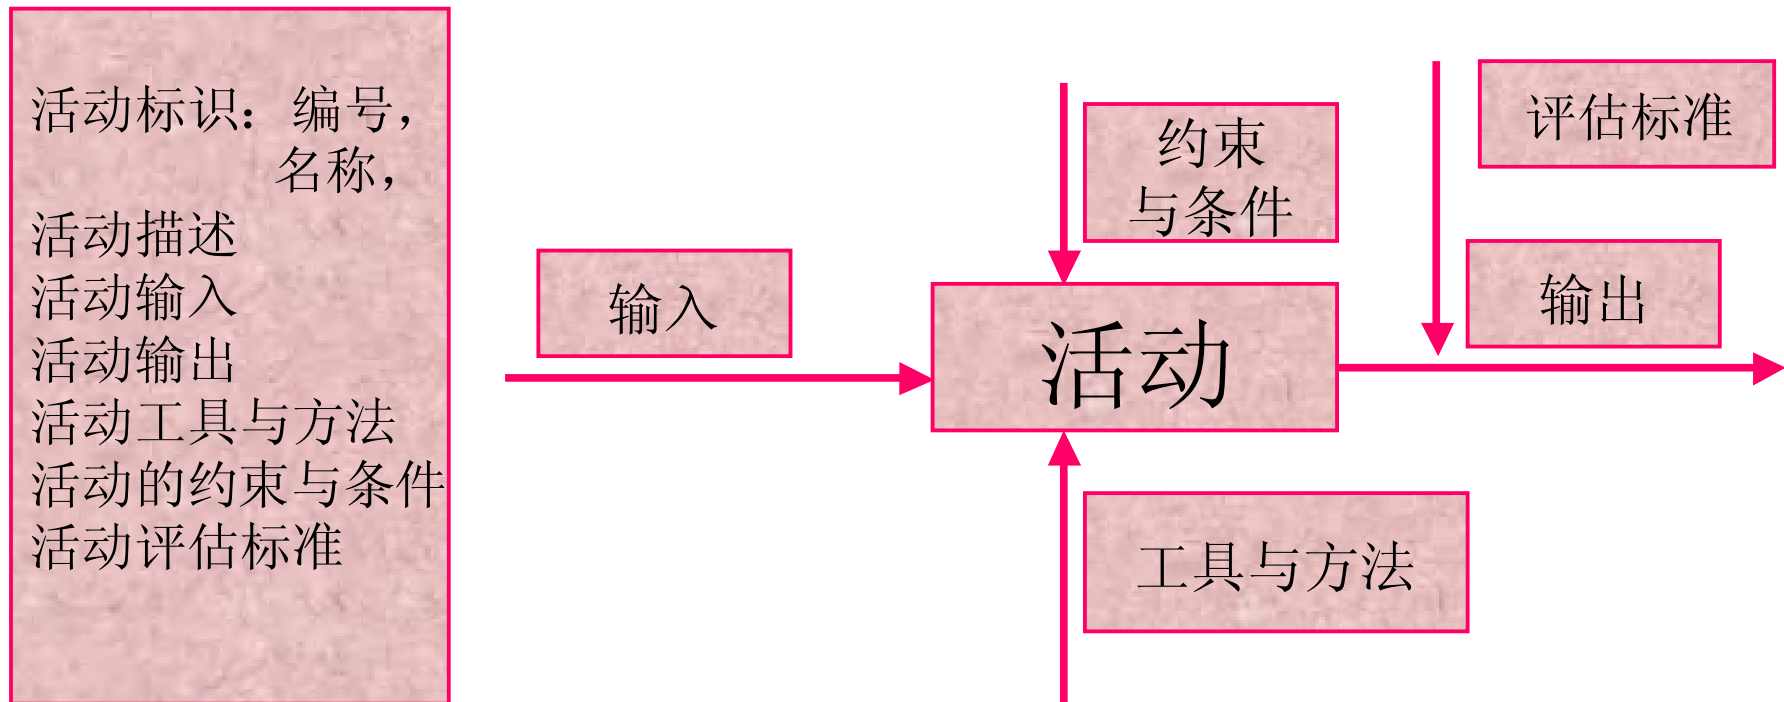 活动标识： 编号，
名称，
活动描述
活动输入
活动输出
活动工具与方法
活动的约束与条件
活动评估标准
输入
约束
与条件
活动
工具与方法
评估标准
输出